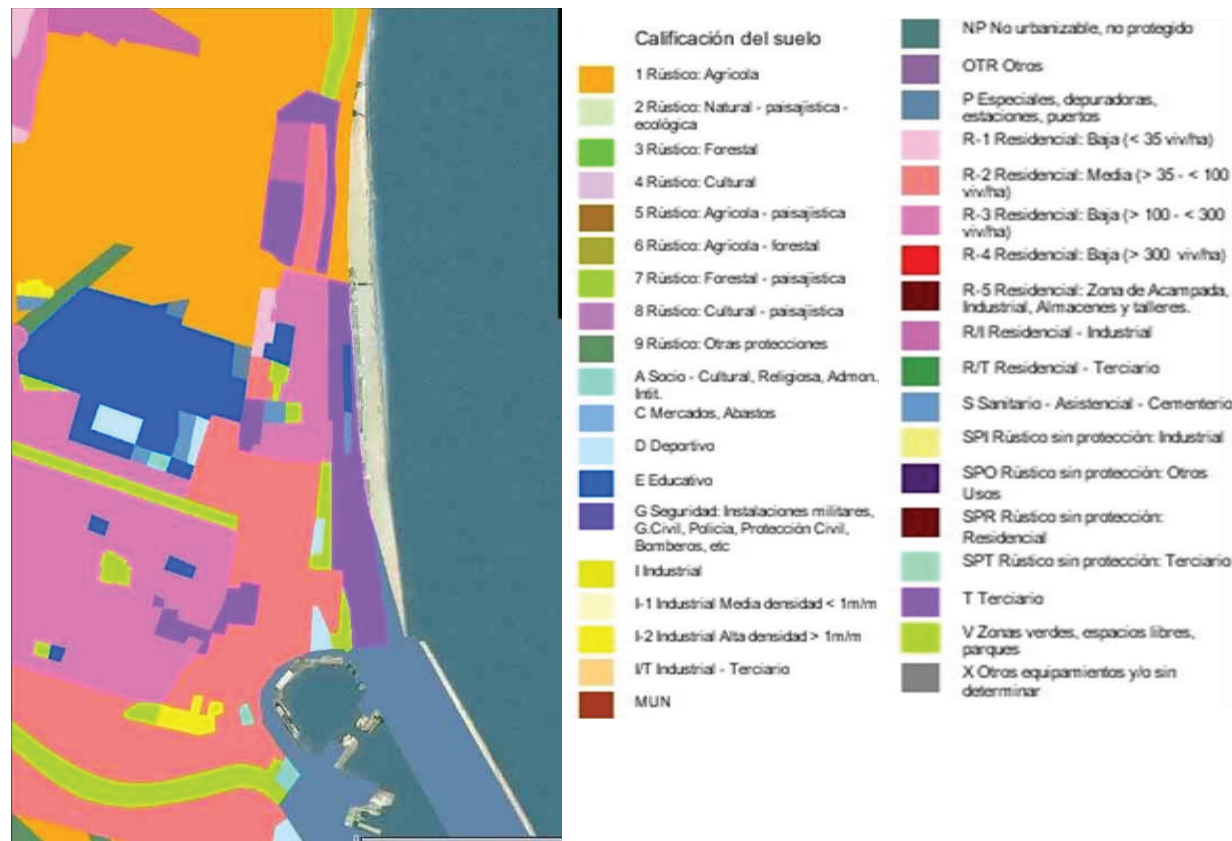 Calificación del suelo
1 Rústico: Agrícola
2 Rústico: Natural - paisajística -
ecológica
3 Rústico: Forestal
4 Rústico: Cultural
5 Rústico: Agrícola - paisajística
6 Rústico: Agrícola - forestal
7 Rústico: Forestal - paisajística
8 Rústico: Cultural - paisajística
9 Rústico: Otras protecciones
A Socio - Cultural, Religiosa, Admon.
Intit.
C Mercados, Abastos
D Deportivo
E Educativo
G Seguridad: Instalaciones militares,
G.Civil, Policia, Protección Civil,
Bomberos, etc
I Industrial
I-1 Industrial Media densidad < 1m/m
I-2 Industrial Alta densidad > 1m/m
I/T Industrial - Terciario
MUN
NP No urbanizable, no protegido
OTR Otros
P Especiales, depuradoras,
estaciones, puertos
R-1 Residencial: Baja (< 35 viv/ha)
R-2 Residencial: Media (> 35 - < 100
viv/ha)
R-3 Residencial: Baja (> 100 - < 300
viv/ha)
R-4 Residencial: Baja (> 300 viv/ha)
R-5 Residencial: Zona de Acampada,
Industrial, Almacenes y talleres.
R/I Residencial - Industrial
R/T Residencial - Terciario
S Sanitario - Asistencial - Cementerio
SPI Rústico sin protección: Industrial
SPO Rústico sin protección: Otros
Usos
SPR Rústico sin protección:
Residencial
SPT Rústico sin protección: Terciario
T Terciario
V Zonas verdes, espacios libres,
parques
X Otros equipamientos y/o sin
determinar
0